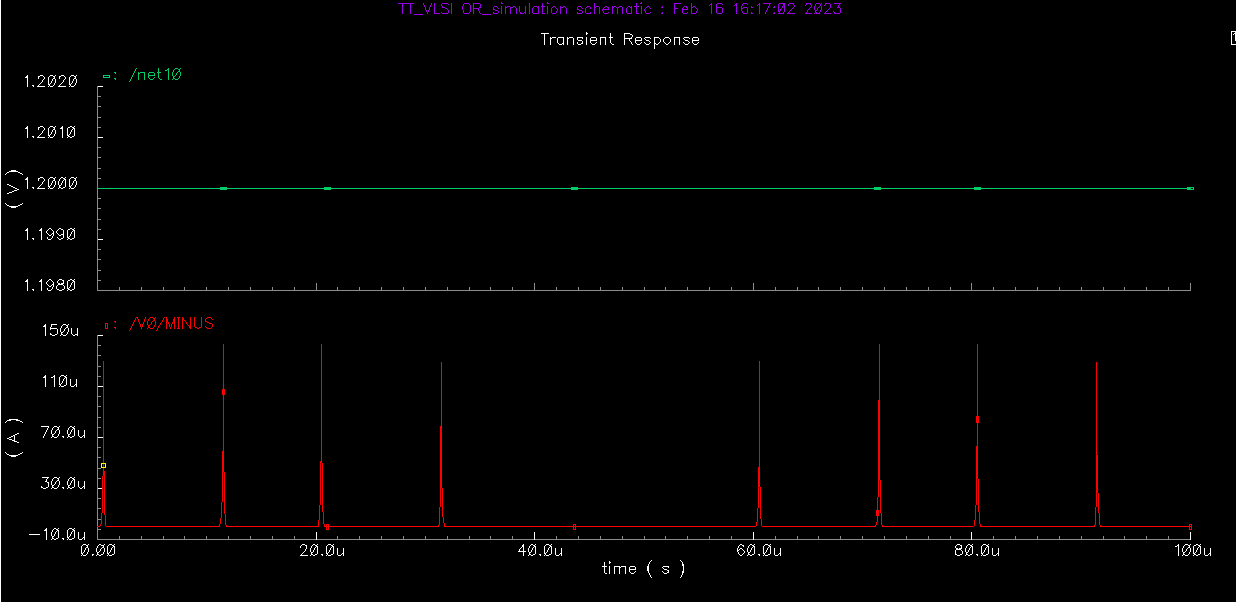 TT_VLSI OR_simulation schematic : Feb 16 16:17:02 2023
Transient Response
▭: /net10
1.2020
1.2010
1.2000
1.1990
1.1980
( V )
▯: /V0/MINUS
150u
110u
70.0u
30.0u
-10.0u
( A )
0.00 20.0u 40.0u 60.0u 80.0u 100u
time ( s )